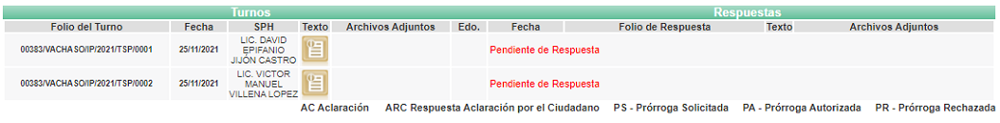 Turnos Respuestas
Folio del Turno Fecha SPH Texto Archivos Adjuntos Edo. Fecha Folio de Respuesta Texto Archivos Adjuntos
00383/VACHASO/IP/2021/TSP/0001 25/11/2021 LIC. DAVID EPIFANIO JIJÓN CASTRO Pendiente de Respuesta
00383/VACHASO/IP/2021/TSP/0002 25/11/2021 LIC. VICTOR MANUEL VILLENA LOPEZ Pendiente de Respuesta
AC Aclaración ARC Respuesta Aclaración por el Ciudadano PS - Prórroga Solicitada PA - Prórroga Autorizada PR - Prórroga Rechazada